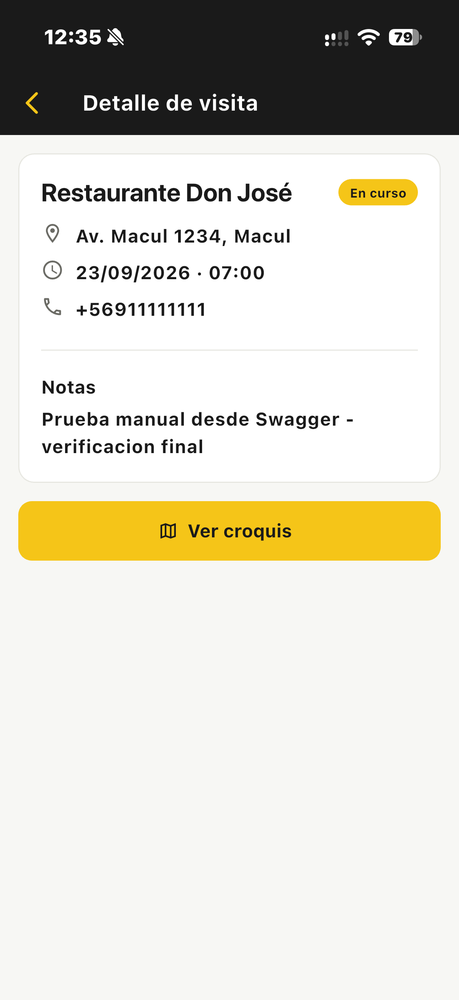 12:35
79
Detalle de visita
Restaurante Don José
En curso
Av. Macul 1234, Macul
23/09/2026 · 07:00
+56911111111
Notas
Prueba manual desde Swagger -
verificacion final
Ver croquis